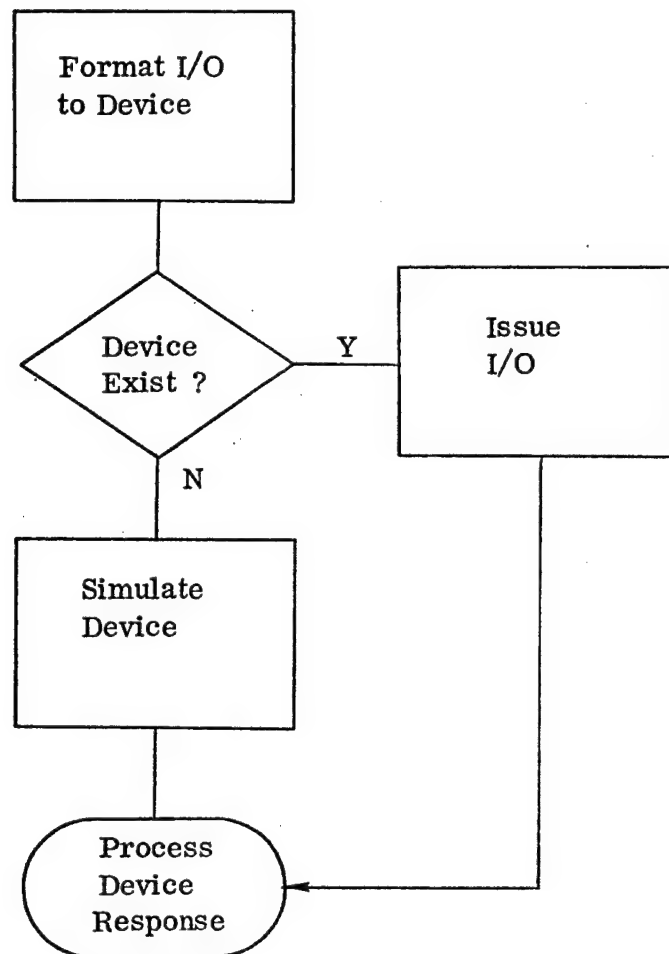 Format I/O
to Device
Device
Exist ?
Y
Issue
I/O
N
Simulate
Device
Process
Device
Response